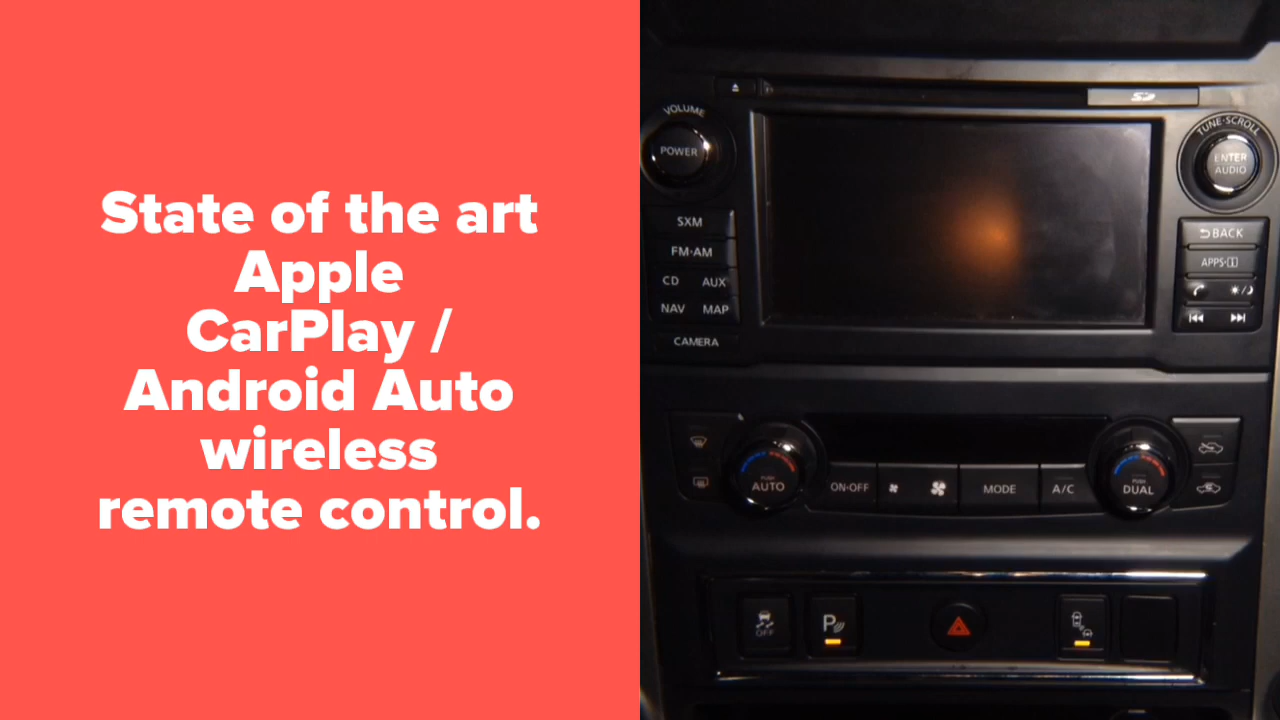 State of the art
Apple
CarPlay /
Android Auto
wireless
remote control.
VOLUME
POWER
SXM
FM·AM
CD AUX
NAV MAP
CAMERA
SD
TUNE·SCROLL
ENTER
AUDIO
BACK
APPS·i
PUSH
AUTO
ON·OFF
MODE
A/C
PUSH
DUAL
OFF
P